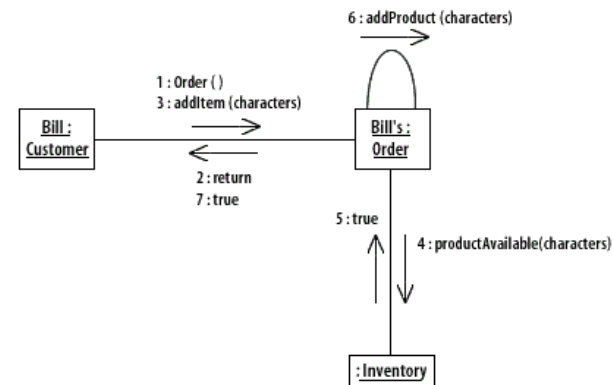 6 : addProduct (characters)
1 : Order ( )
3 : addItem (characters)
Bill :
Customer
Bill's :
Order
2 : return
7 : true
5 : true
4 : productAvailable(characters)
: Inventory